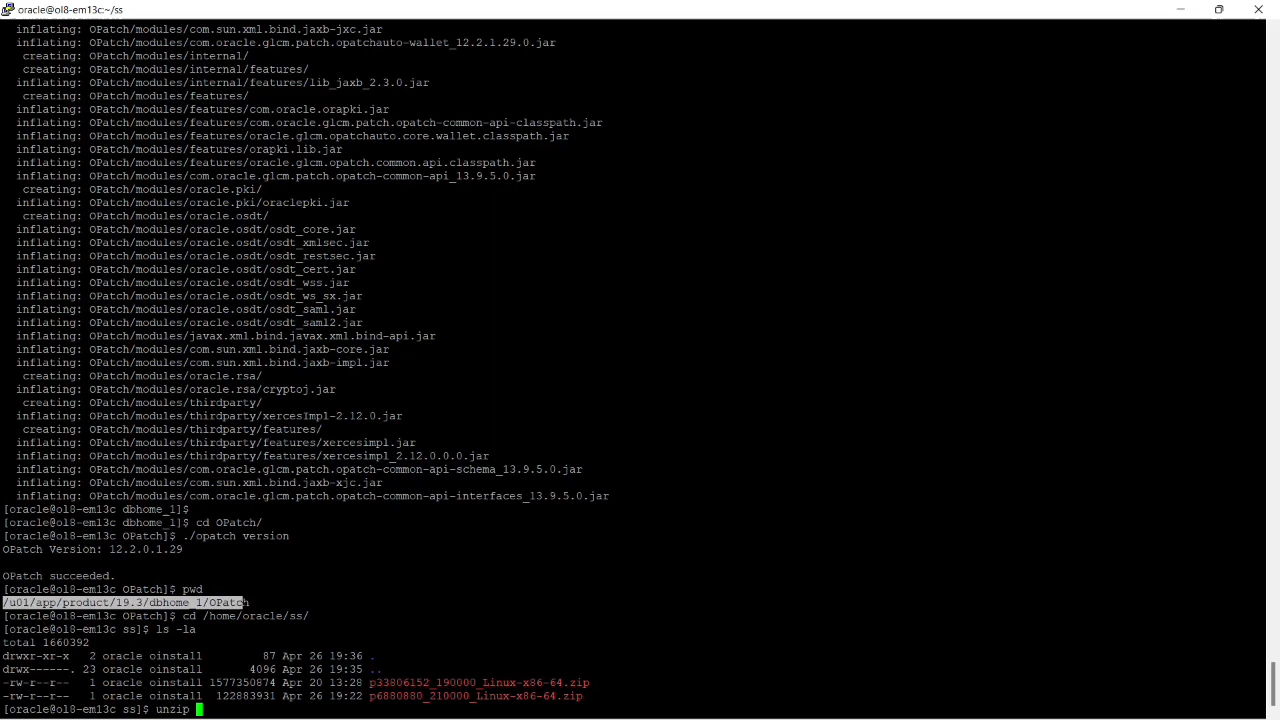 oracle@ol8-em13c:~/ss
inflating: OPatch/modules/com.sun.xml.bind.jaxb-jxc.jar
inflating: OPatch/modules/com.oracle.glcm.patch.opatchauto-wallet_12.2.1.29.0.jar
creating: OPatch/modules/internal/
creating: OPatch/modules/internal/features/
inflating: OPatch/modules/internal/features/lib_jaxb_2.3.0.jar
creating: OPatch/modules/features/
inflating: OPatch/modules/features/com.oracle.orapki.jar
inflating: OPatch/modules/features/com.oracle.glcm.patch.opatch-common-api-classpath.jar
inflating: OPatch/modules/features/oracle.glcm.opatchauto.core.wallet.classpath.jar
inflating: OPatch/modules/features/orapki.lib.jar
inflating: OPatch/modules/features/oracle.glcm.opatch.common.api.classpath.jar
inflating: OPatch/modules/com.oracle.glcm.patch.opatch-common-api_13.9.5.0.jar
creating: OPatch/modules/oracle.pki/
inflating: OPatch/modules/oracle.pki/oraclepki.jar
creating: OPatch/modules/oracle.osdt/
inflating: OPatch/modules/oracle.osdt/osdt_core.jar
inflating: OPatch/modules/oracle.osdt/osdt_xmlsec.jar
inflating: OPatch/modules/oracle.osdt/osdt_restsec.jar
inflating: OPatch/modules/oracle.osdt/osdt_cert.jar
inflating: OPatch/modules/oracle.osdt/osdt_wss.jar
inflating: OPatch/modules/oracle.osdt/osdt_ws_sx.jar
inflating: OPatch/modules/oracle.osdt/osdt_saml.jar
inflating: OPatch/modules/oracle.osdt/osdt_saml2.jar
inflating: OPatch/modules/javax.xml.bind.javax.xml.bind-api.jar
inflating: OPatch/modules/com.sun.xml.bind.jaxb-core.jar
inflating: OPatch/modules/com.sun.xml.bind.jaxb-impl.jar
creating: OPatch/modules/oracle.rsa/
inflating: OPatch/modules/oracle.rsa/cryptoj.jar
creating: OPatch/modules/thirdparty/
inflating: OPatch/modules/thirdparty/xercesImpl-2.12.0.jar
creating: OPatch/modules/thirdparty/features/
inflating: OPatch/modules/thirdparty/features/xercesimpl.jar
inflating: OPatch/modules/thirdparty/features/xercesimpl_2.12.0.0.0.jar
inflating: OPatch/modules/com.oracle.glcm.patch.opatch-common-api-schema_13.9.5.0.jar
inflating: OPatch/modules/com.sun.xml.bind.jaxb-xjc.jar
inflating: OPatch/modules/com.oracle.glcm.patch.opatch-common-api-interfaces_13.9.5.0.jar
[oracle@ol8-em13c dbhome_1]$
[oracle@ol8-em13c dbhome_1]$ cd OPatch/
[oracle@ol8-em13c OPatch]$ ./opatch version
OPatch Version: 12.2.0.1.29
OPatch succeeded.
[oracle@ol8-em13c OPatch]$ pwd
/u01/app/product/19.3/dbhome_1/OPatch
[oracle@ol8-em13c OPatch]$ cd /home/oracle/ss/
[oracle@ol8-em13c ss]$ ls -la
total 1660392
drwxr-xr-x 2 oracle oinstall 87 Apr 26 19:36 .
drwx------. 23 oracle oinstall 4096 Apr 26 19:35 ..
-rw-r--r-- 1 oracle oinstall 1577350874 Apr 20 13:28 p33806152_190000_Linux-x86-64.zip
-rw-r--r-- 1 oracle oinstall 122883931 Apr 26 19:22 p6880880_210000_Linux-x86-64.zip
[oracle@ol8-em13c ss]$ unzip